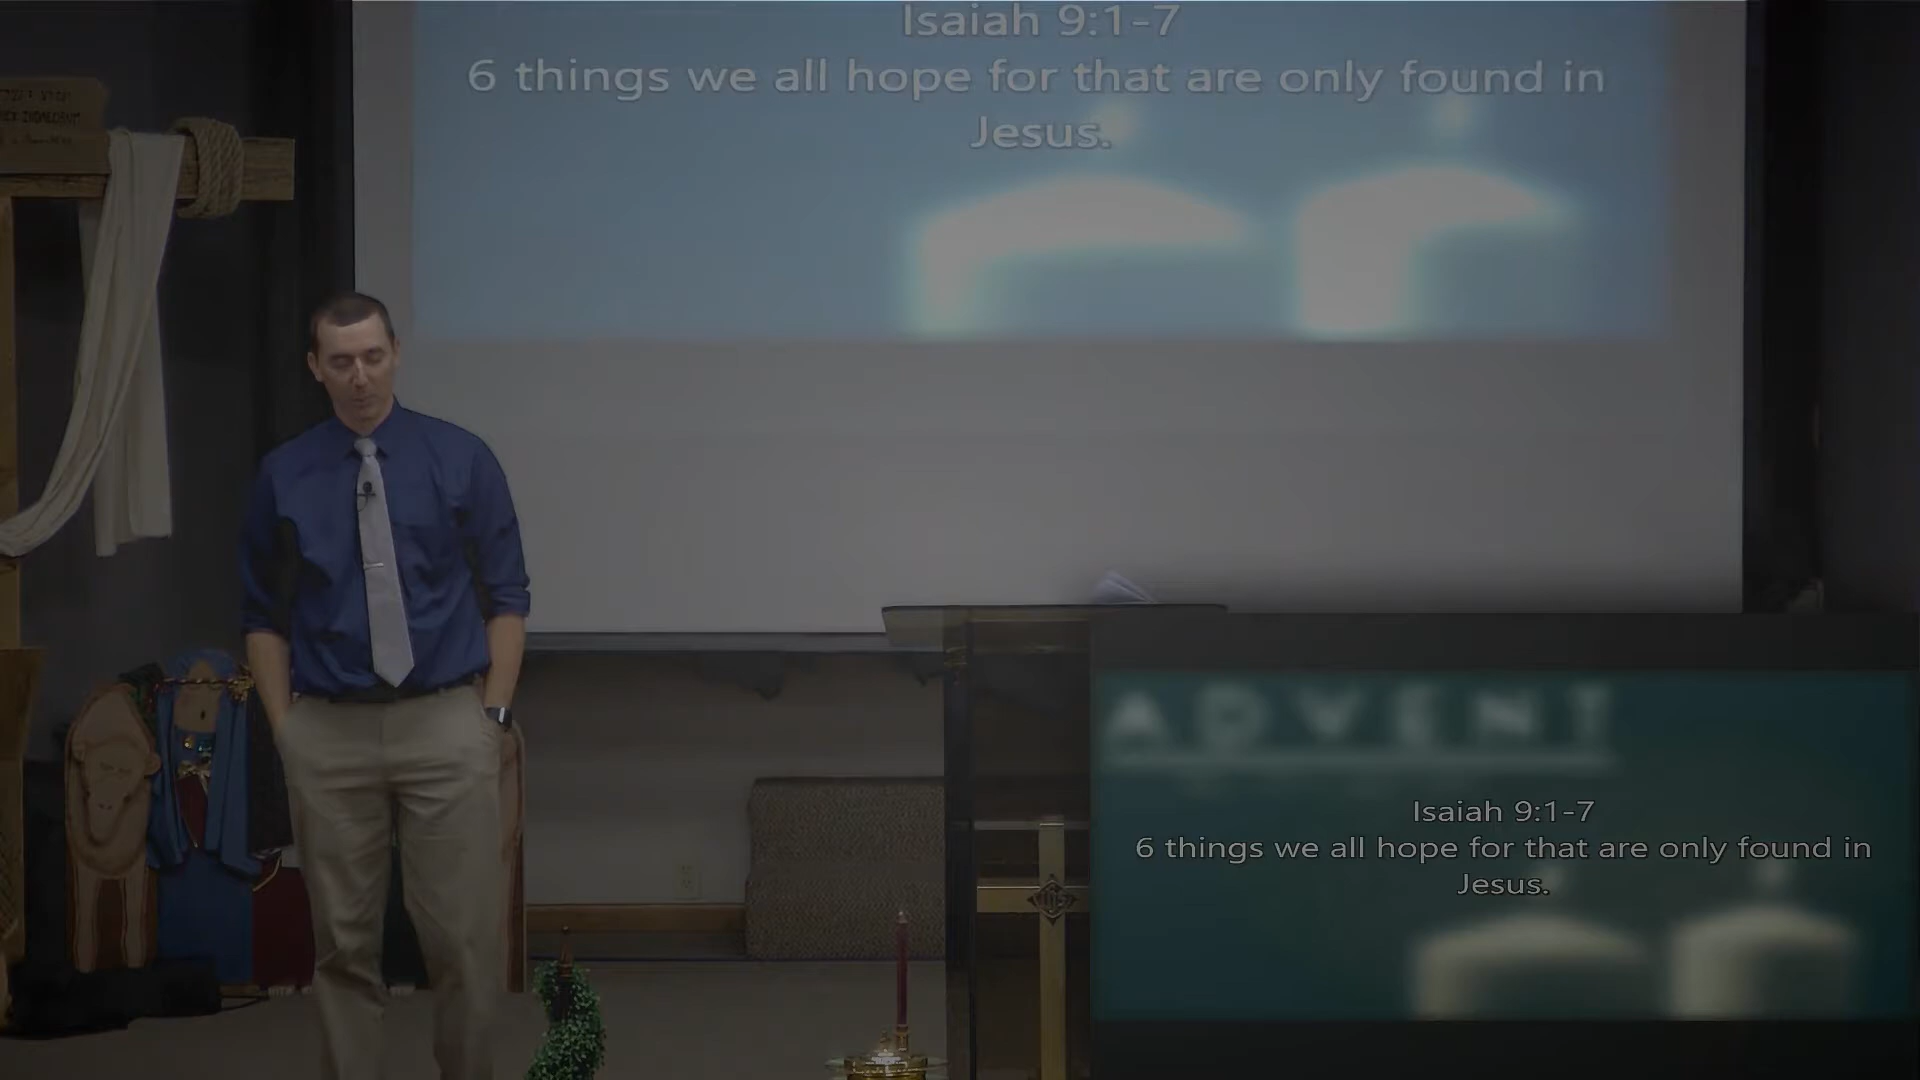 Isaiah 9:1-7
6 things we all hope for that are only found in
Jesus.
ADVENT
Isaiah 9:1-7
6 things we all hope for that are only found in
Jesus.